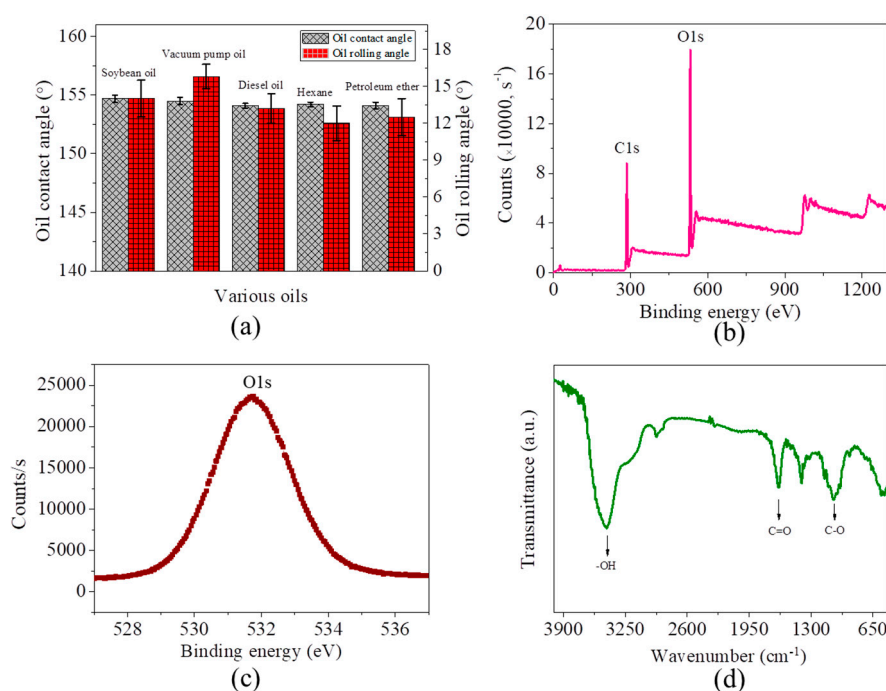 160
155
150
145
140
Oil contact angle (°)
Oil contact angle
Oil rolling angle
Soybean oil
Vacuum pump oil
Diesel oil
Hexane
Petroleum ether
18
15
12
9
6
3
0
Oil rolling angle (°)
Various oils
(a)
20
16
12
8
4
0
Counts (×10000, s⁻¹)
C1s
O1s
0 300 600 900 1200
Binding energy (eV)
(b)
25000
20000
15000
10000
5000
0
Counts/s
O1s
528 530 532 534 536
Binding energy (eV)
(c)
Transmittance (a.u.)
-OH
C=O
C-O
3900 3250 2600 1950 1300 650
Wavenumber (cm⁻¹)
(d)